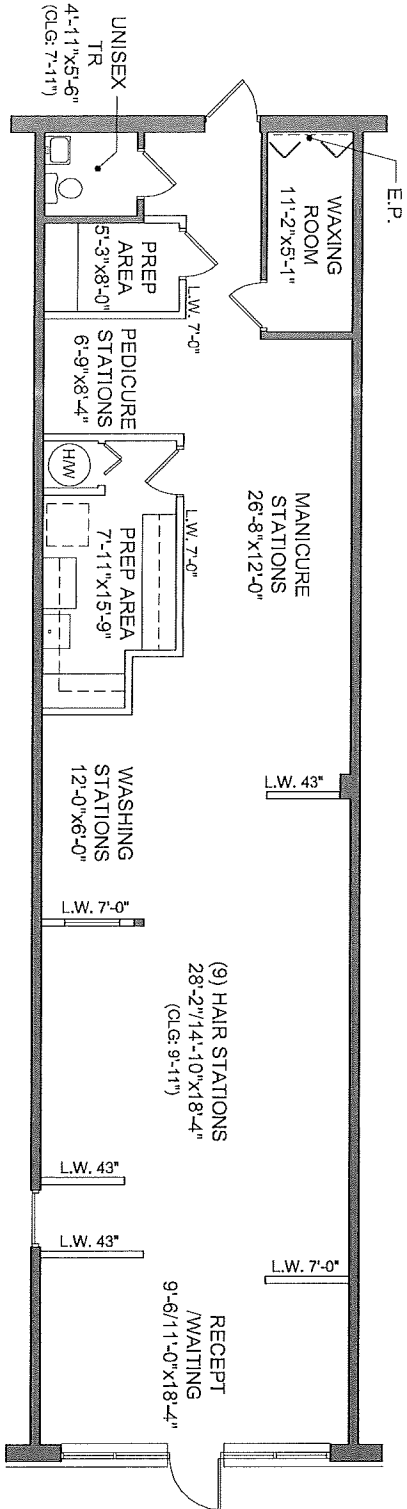 E.P.
WAXING
ROOM
11'-2"x5'-1"
UNISEX
TR
4'-11"x5'-6"
(CLG: 7'-11")
PREP
AREA
5'-3"x8'-0"
L.W. 7'-0"
PEDICURE
STATIONS
6'-9"x8'-4"
MANICURE
STATIONS
26'-8"x12'-0"
H/W
L.W. 7'-0"
PREP AREA
7'-11"x15'-9"
L.W. 43"
WASHING
STATIONS
12'-0"x6'-0"
L.W. 7'-0"
(9) HAIR STATIONS
28'-2"/14'-10"x18'-4"
(CLG: 9'-11")
L.W. 43"
L.W. 43"
L.W. 7'-0"
RECEPT
/WAITING
9'-6/11'-0"x18'-4"